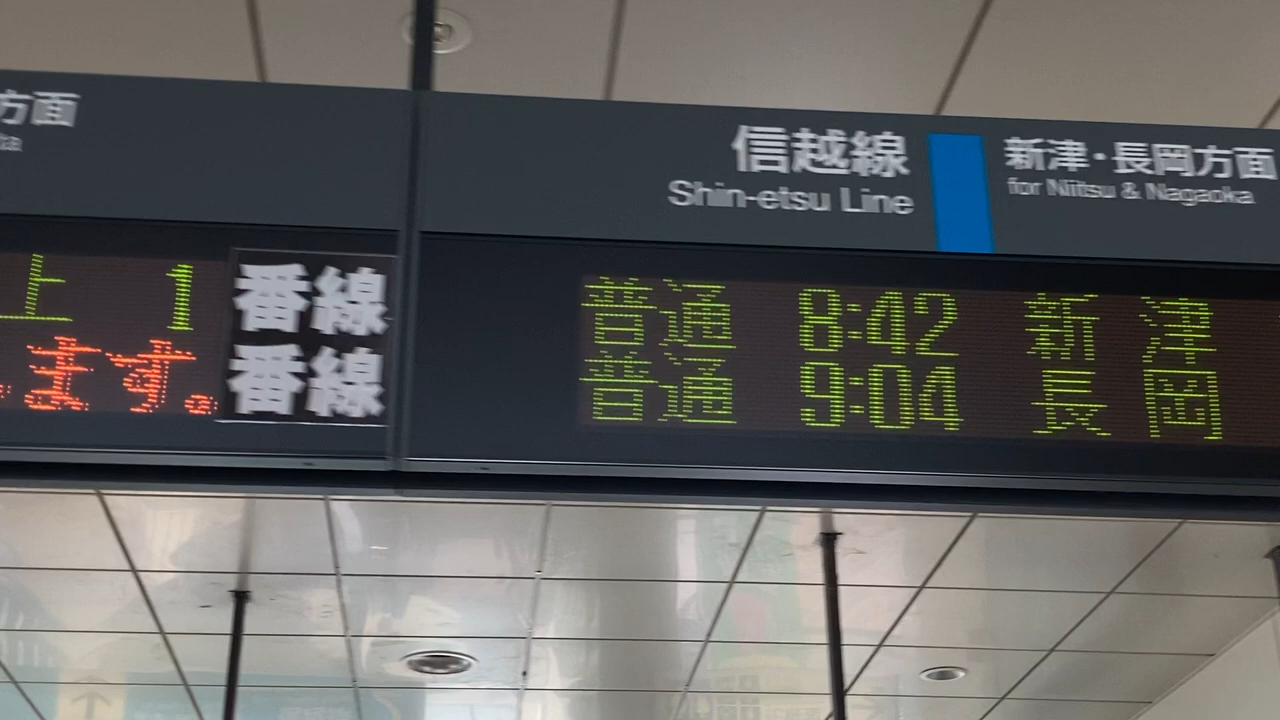 方面
ta
上 1 番線
ます。 番線
信越線
Shin-etsu Line
新津・長岡方面
for Niitsu & Nagaoka
普通 8:42 新津
普通 9:04 長岡